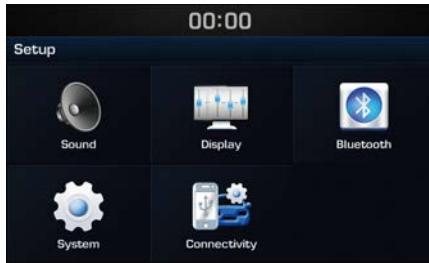 00:00
Setup
Sound
Display
Bluetooth
System
Connectivity